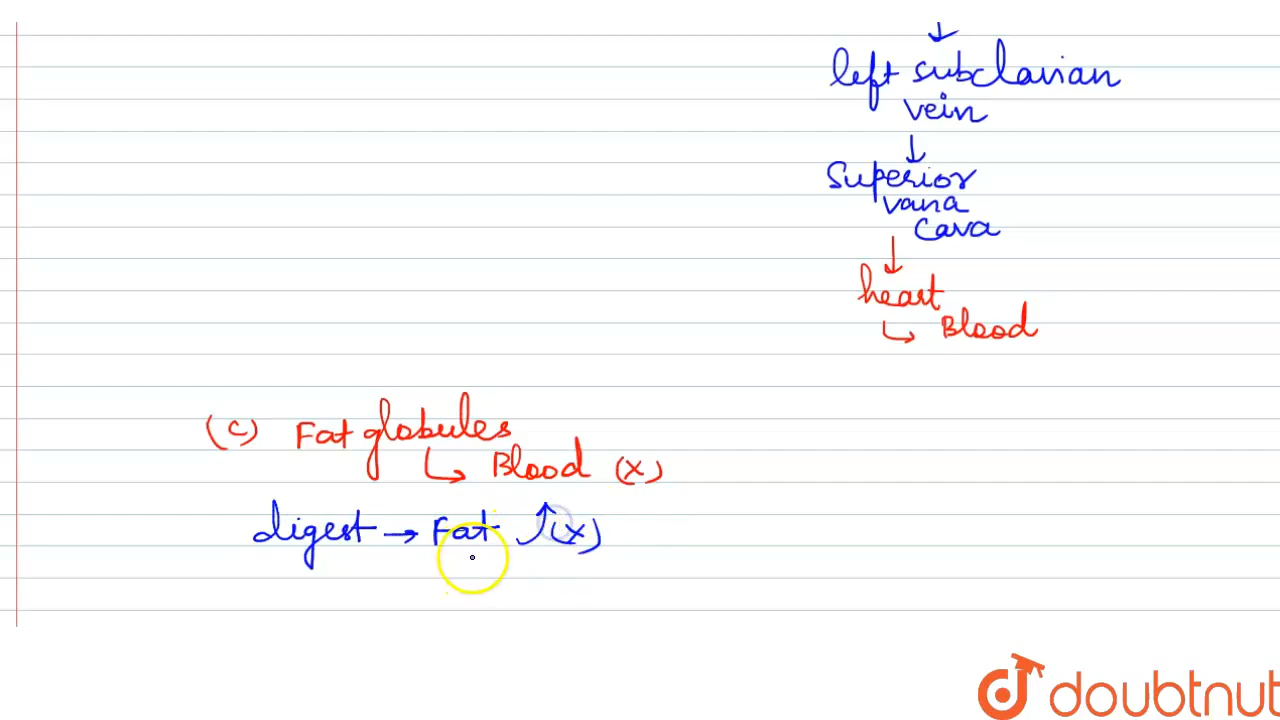 ↓
left subclavian
vein
↓
Superior
vana
Cava
↓
heart
↳ Blood
(c) Fat globules
↳ Blood (x)
digest → Fat ⤴ (x)
doubtnut